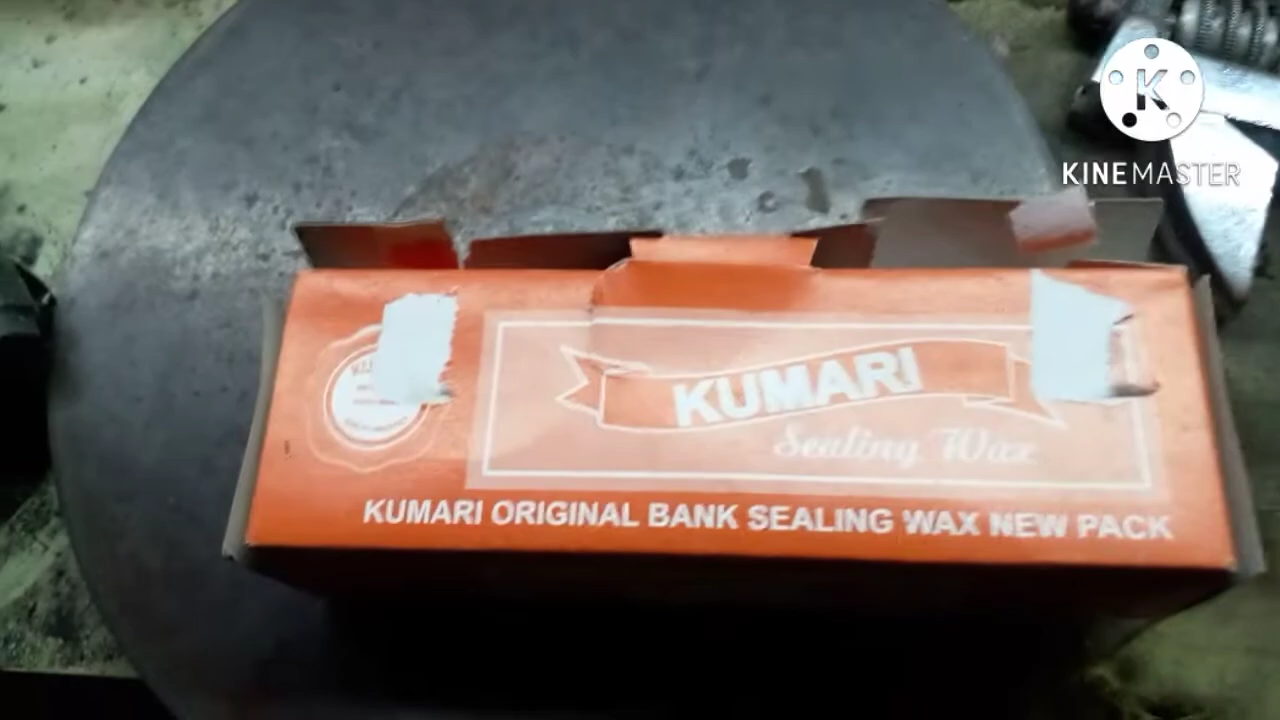 K
KINEMASTER
KUMARI
Sealing Wax
KUMARI ORIGINAL BANK SEALING WAX NEW PACK